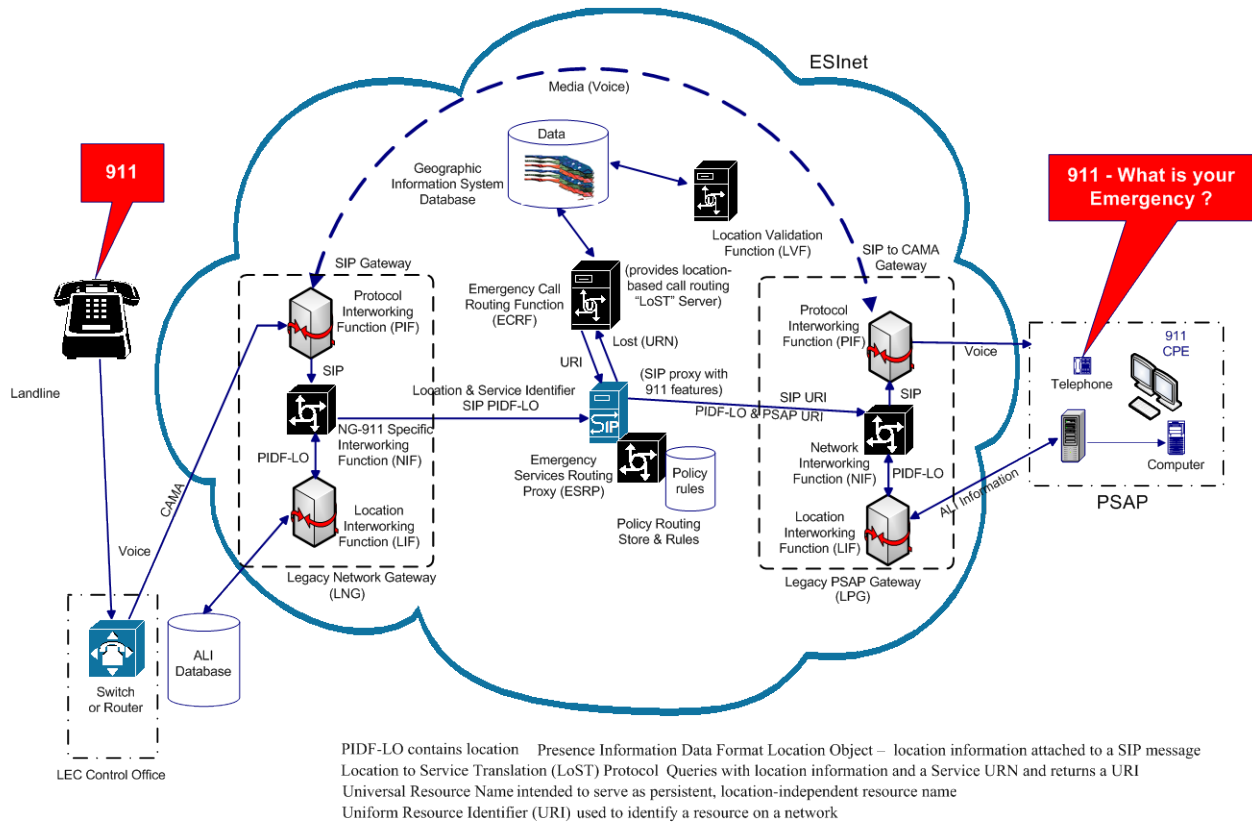 ESInet
Media (Voice)
911
Data
Geographic
Information System
Database
Location Validation
Function (LVF)
911 - What is your
Emergency ?
SIP Gateway
Protocol
Interworking
Function (PIF)
Emergency Call
Routing Function
(ECRF)
(provides location-
based call routing
“LoST” Server)
SIP to CAMA
Gateway
Protocol
Interworking
Function (PIF)
Landline
SIP
URI
Lost (URN)
(SIP proxy with
911 features)
Voice
911
CPE
Telephone
Location & Service Identifier
SIP PIDF-LO
SIP
SIP URI
PIDF-LO & PSAP URI
SIP
NG-911 Specific
Interworking
Function (NIF)
PIDF-LO
Emergency
Services Routing
Proxy (ESRP)
Policy
rules
Policy Routing
Store & Rules
Network
Interworking
Function (NIF)
PIDF-LO
Computer
PSAP
CAMA
Voice
Location
Interworking
Function (LIF)
Location
Interworking
Function (LIF)
ALI Information
Legacy Network Gateway
(LNG)
Legacy PSAP Gateway
(LPG)
ALI
Database
Switch
or Router
LEC Control Office
PIDF-LO contains location Presence Information Data Format Location Object – location information attached to a SIP message
Location to Service Translation (LoST) Protocol Queries with location information and a Service URN and returns a URI
Universal Resource Name intended to serve as persistent, location-independent resource name
Uniform Resource Identifier (URI) used to identify a resource on a network